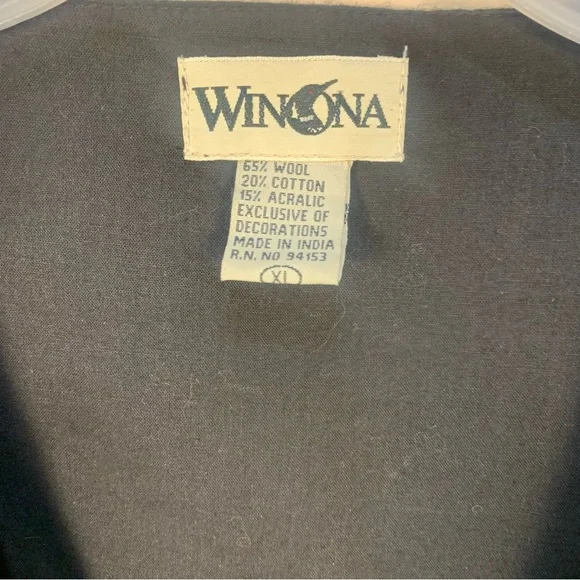 WINONA
65% WOOL
20% COTTON
15% ACRALIC
EXCLUSIVE OF
DECORATIONS
MADE IN INDIA
R.N. NO 94153
XL